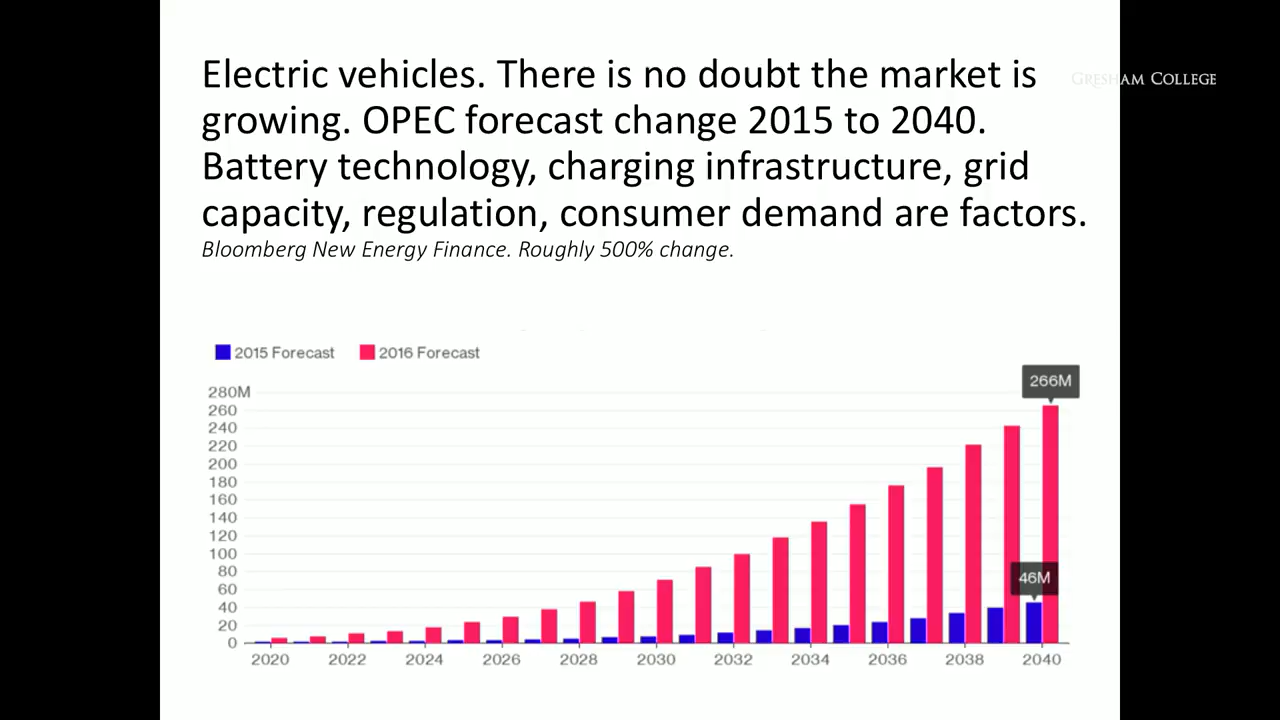 Electric vehicles. There is no doubt the market is
growing. OPEC forecast change 2015 to 2040.
Battery technology, charging infrastructure, grid
capacity, regulation, consumer demand are factors.
Bloomberg New Energy Finance. Roughly 500% change.
GRESHAM COLLEGE
2015 Forecast 2016 Forecast
280M
260
240
220
200
180
160
140
120
100
80
60
40
20
0
266M
46M
2020 2022 2024 2026 2028 2030 2032 2034 2036 2038 2040